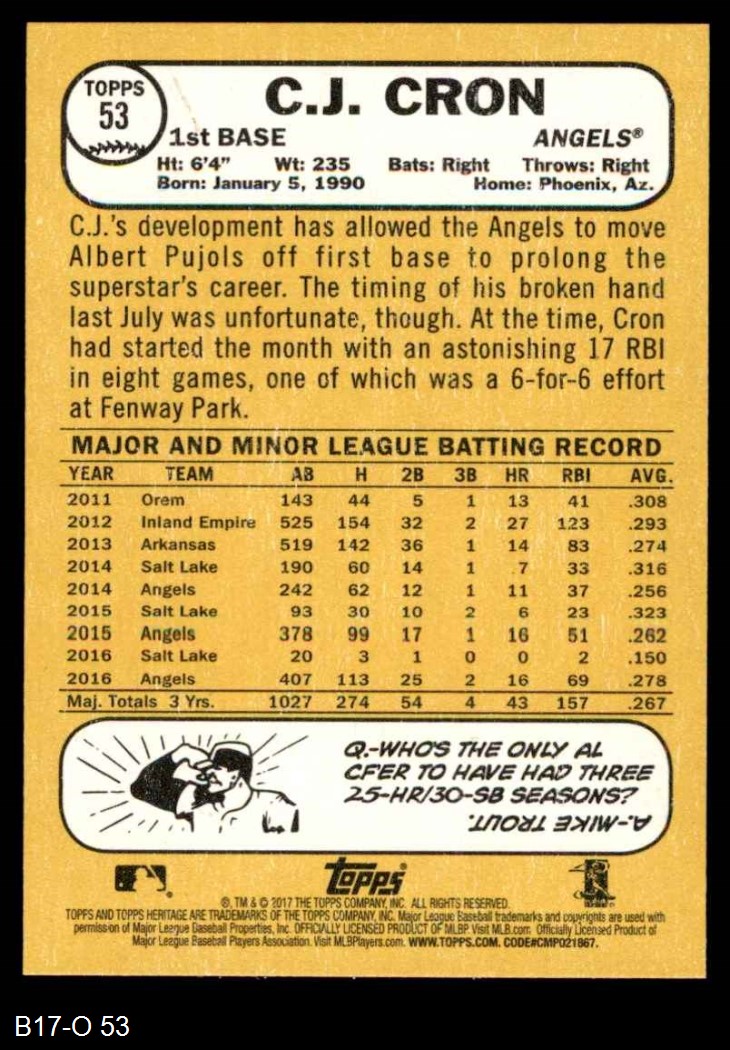 TOPPS
53
C.J. CRON
1st BASE ANGELS®
Ht: 6'4" Wt: 235 Bats: Right Throws: Right
Born: January 5, 1990 Home: Phoenix, Az.
C.J.'s development has allowed the Angels to move
Albert Pujols off first base to prolong the
superstar's career. The timing of his broken hand
last July was unfortunate, though. At the time, Cron
had started the month with an astonishing 17 RBI
in eight games, one of which was a 6-for-6 effort
at Fenway Park.
MAJOR AND MINOR LEAGUE BATTING RECORD
YEAR TEAM AB H 2B 3B HR RBI AVG.
2011 Orem 143 44 5 1 13 41 .308
2012 Inland Empire 525 154 32 2 27 123 .293
2013 Arkansas 519 142 36 1 14 83 .274
2014 Salt Lake 190 60 14 1 7 33 .316
2014 Angels 242 62 12 1 11 37 .256
2015 Salt Lake 93 30 10 2 6 23 .323
2015 Angels 378 99 17 1 16 51 .262
2016 Salt Lake 20 3 1 0 0 2 .150
2016 Angels 407 113 25 2 16 69 .278
Maj. Totals 3 Yrs. 1027 274 54 4 43 157 .267
Q.-WHO'S THE ONLY AL
CFER TO HAVE HAD THREE
25-HR/30-SB SEASONS?
A.-MIKE TROUT.
Topps®
®, TM & © 2017 THE TOPPS COMPANY, INC. ALL RIGHTS RESERVED.
TOPPS AND TOPPS HERITAGE ARE TRADEMARKS OF THE TOPPS COMPANY, INC. Major League Baseball trademarks and copyrights are used with
permission of Major League Baseball Properties, Inc. OFFICIALLY LICENSED PRODUCT OF MLBP Visit MLB.com. Officially Licensed Product of
Major League Baseball Players Association. Visit MLBPlayers.com. WWW.TOPPS.COM. CODE#CMP021867.
B17-O 53